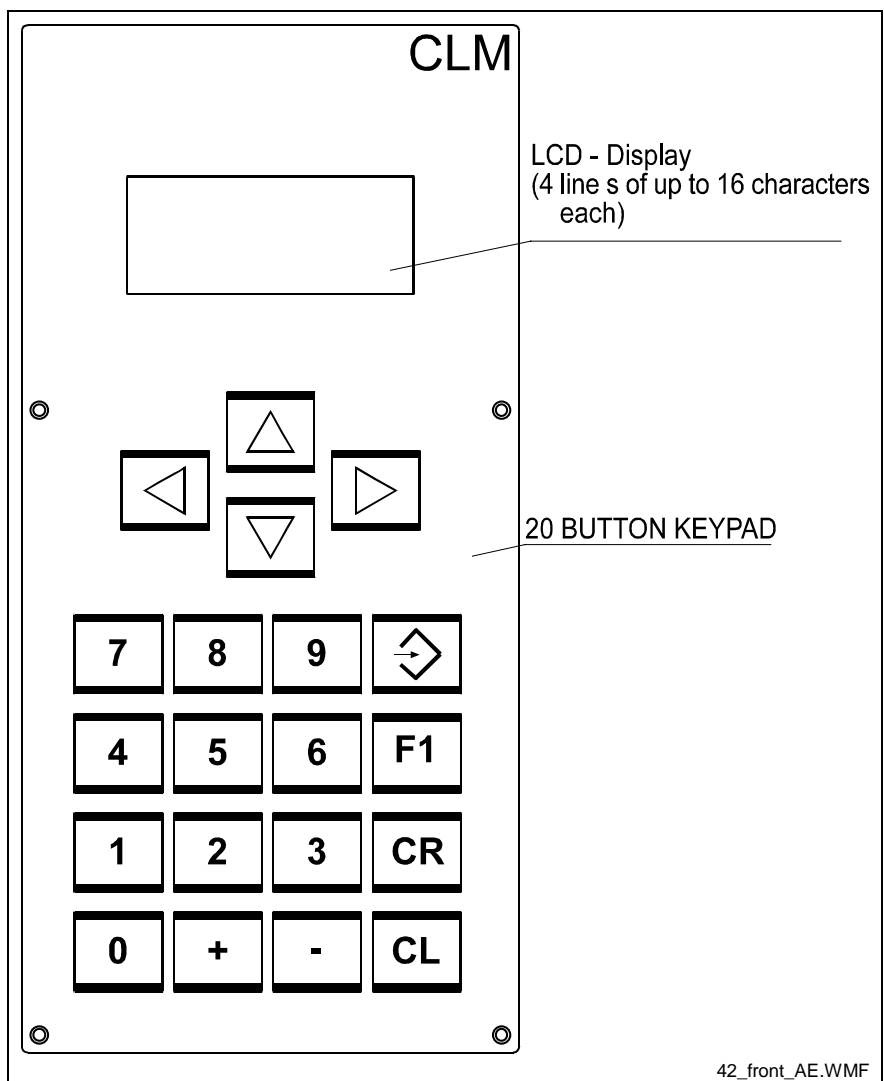 CLM
LCD - Display
(4 line s of up to 16 characters
each)
20 BUTTON KEYPAD
7 8 9
4 5 6 F1
1 2 3 CR
0 + - CL
42_front_AE.WMF